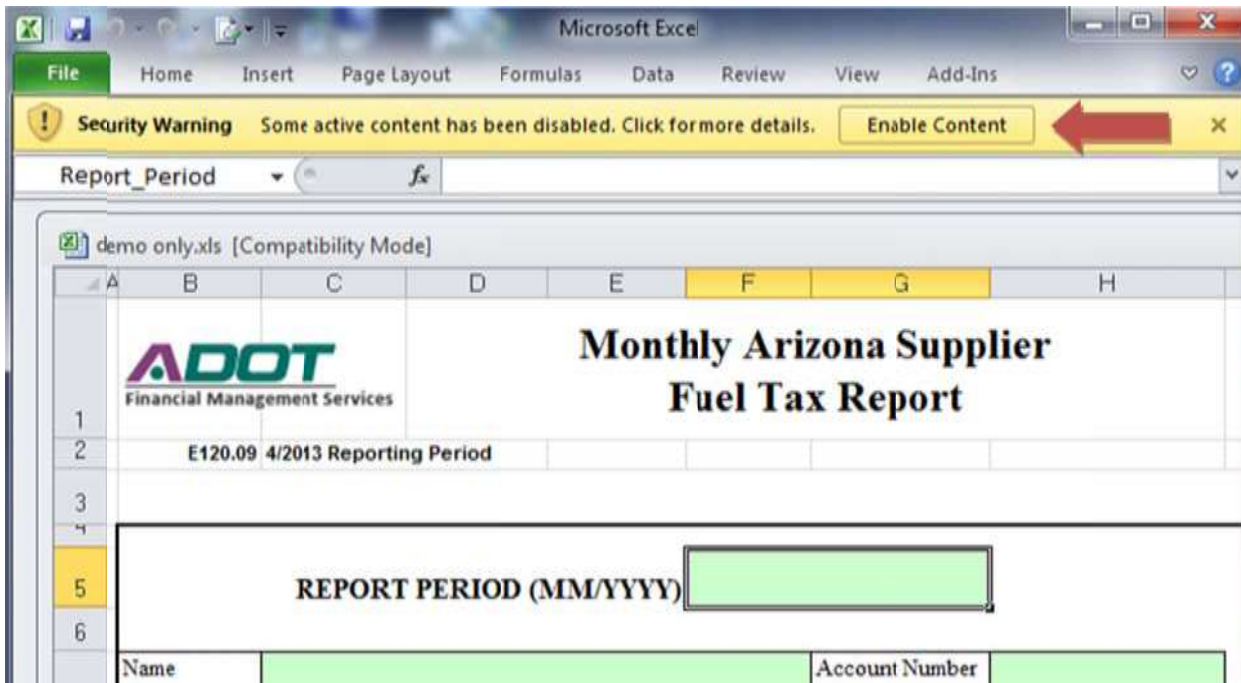 Microsoft Excel
File Home Insert Page Layout Formulas Data Review View Add-Ins
Security Warning Some active content has been disabled. Click for more details. Enable Content
Report_Period fx
demo only.xls [Compatibility Mode]
A B C D E F G H
1
ADOT
Financial Management Services
Monthly Arizona Supplier
Fuel Tax Report
2 E120.09 4/2013 Reporting Period
3
4
5 REPORT PERIOD (MM/YYYY)
6
Name Account Number